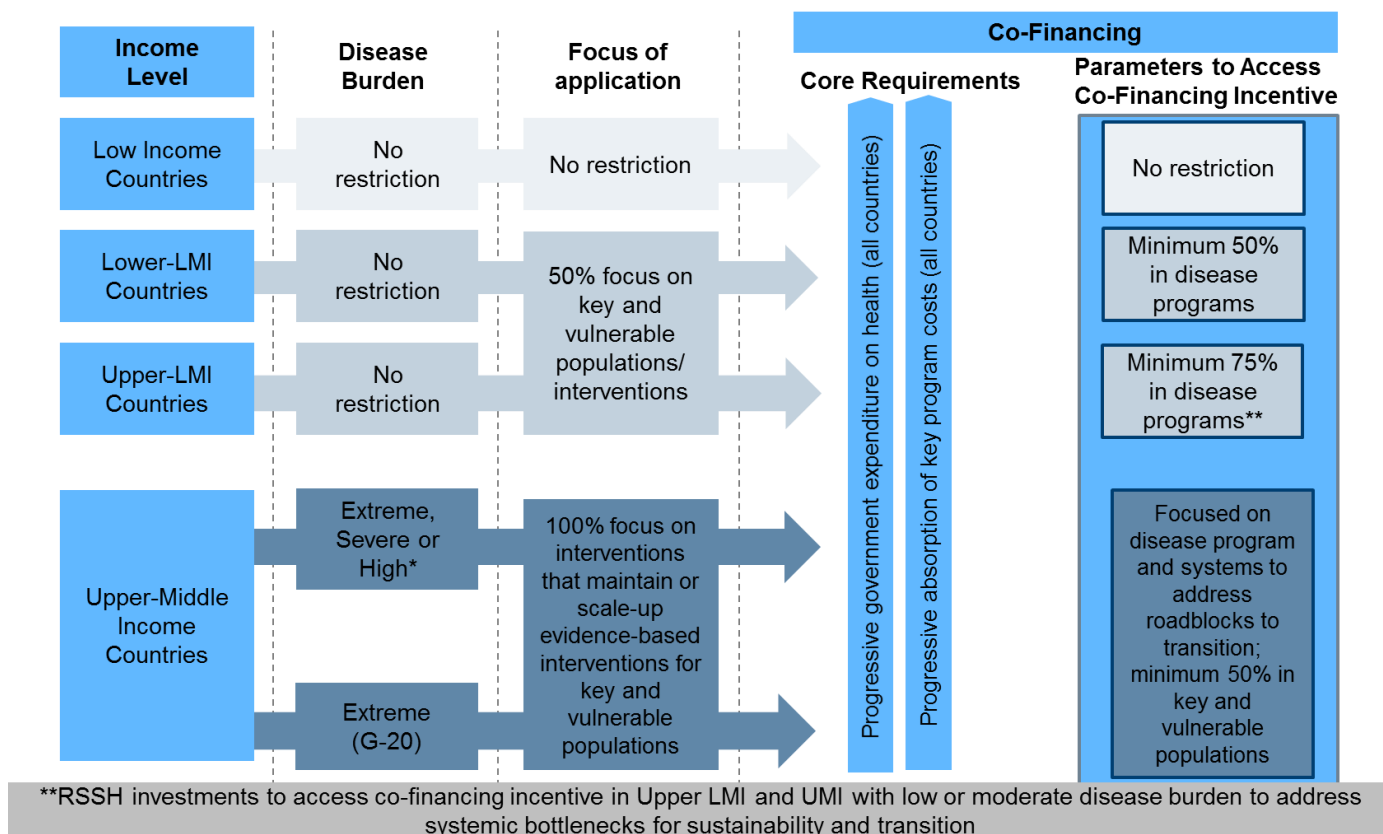 Income
Level
Disease
Burden
Focus of
application
Co-Financing
Core Requirements
Parameters to Access
Co-Financing Incentive
Low Income
Countries
No
restriction
No restriction
No restriction
Lower-LMI
Countries
No
restriction
50% focus on
key and
vulnerable
populations/
interventions
Minimum 50%
in disease
programs
Upper-LMI
Countries
No
restriction
Minimum 75%
in disease
programs**
Progressive government expenditure on health (all countries)
Progressive absorption of key program costs (all countries)
Upper-Middle
Income
Countries
Extreme,
Severe or
High*
Extreme
(G-20)
100% focus on
interventions
that maintain or
scale-up
evidence-based
interventions for
key and
vulnerable
populations
Focused on
disease program
and systems to
address
roadblocks to
transition;
minimum 50% in
key and
vulnerable
populations
**RSSH investments to access co-financing incentive in Upper LMI and UMI with low or moderate disease burden to address
systemic bottlenecks for sustainability and transition